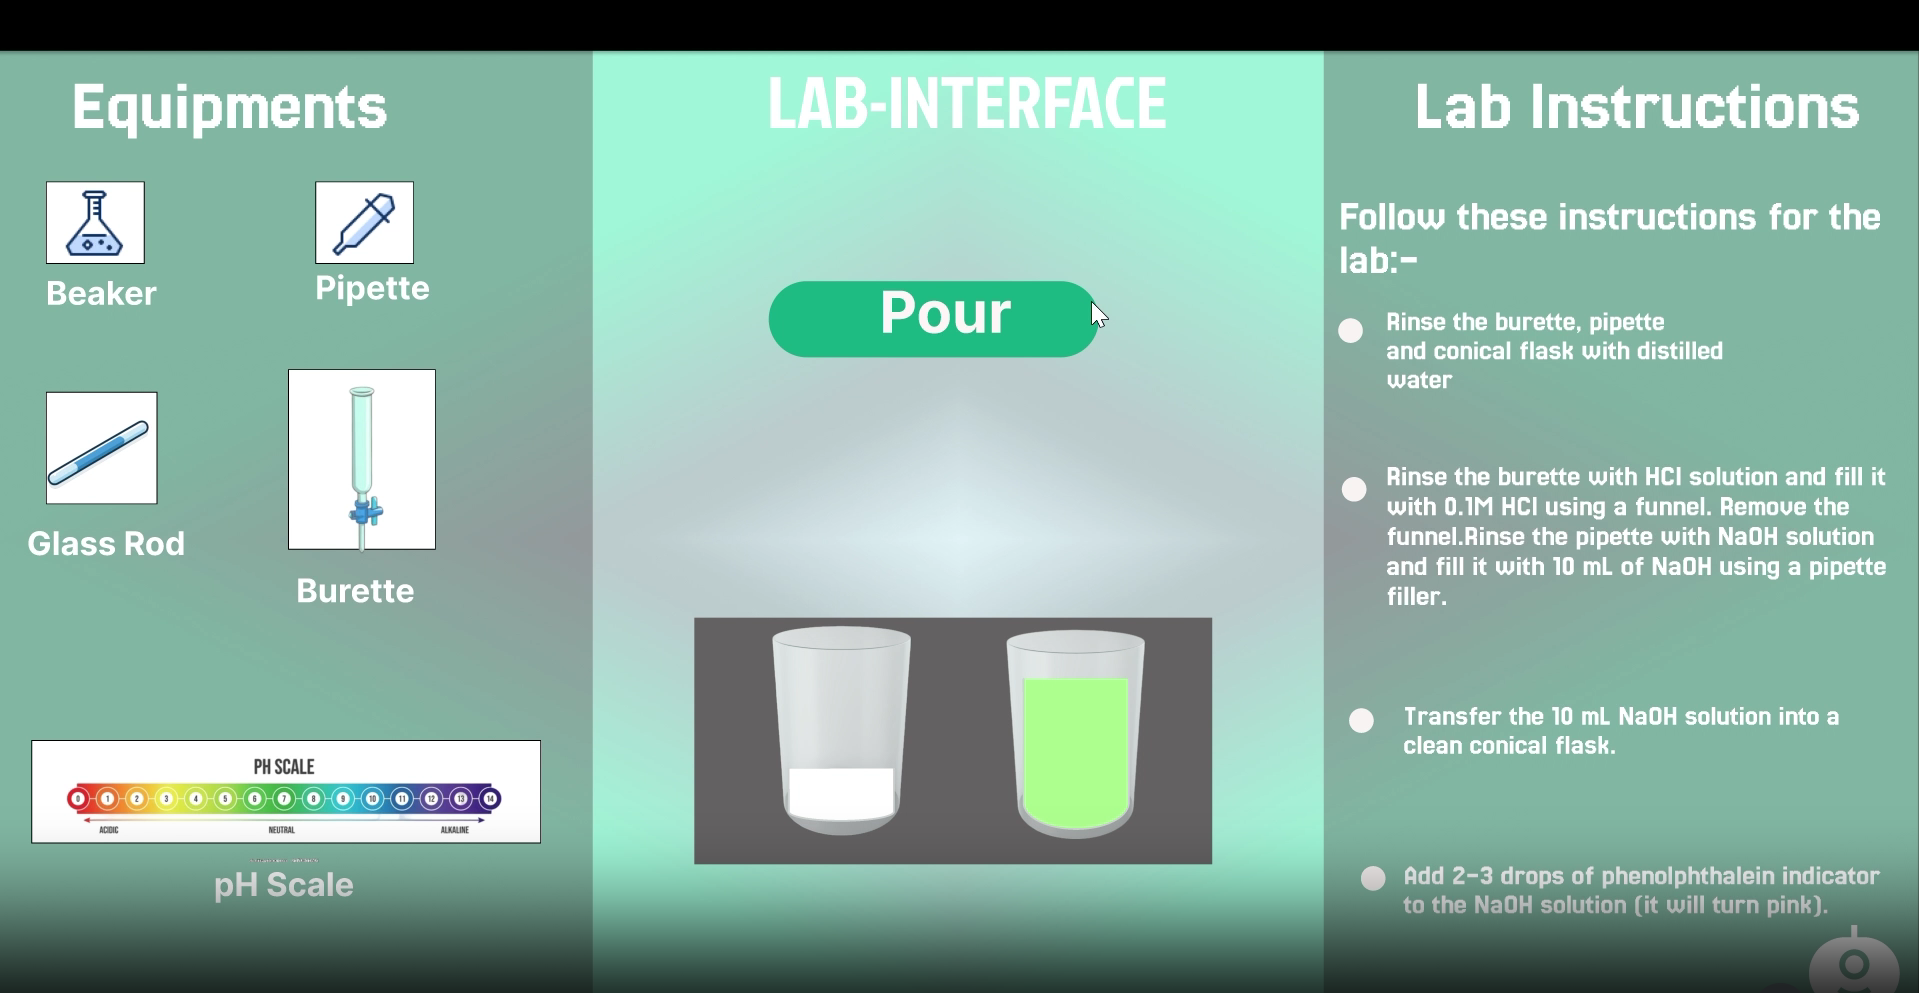 Equipments
Beaker
Pipette
Glass Rod
Burette
PH SCALE
0 1 2 3 4 5 6 7 8 9 10 11 12 13 14
ACIDIC NEUTRAL ALKALINE
pH Scale
LAB-INTERFACE
Pour
Lab Instructions
Follow these instructions for the
lab:-
Rinse the burette, pipette
and conical flask with distilled
water
Rinse the burette with HCl solution and fill it
with 0.1M HCl using a funnel. Remove the
funnel.Rinse the pipette with NaOH solution
and fill it with 10 mL of NaOH using a pipette
filler.
Transfer the 10 mL NaOH solution into a
clean conical flask.
Add 2-3 drops of phenolphthalein indicator
to the NaOH solution (it will turn pink).